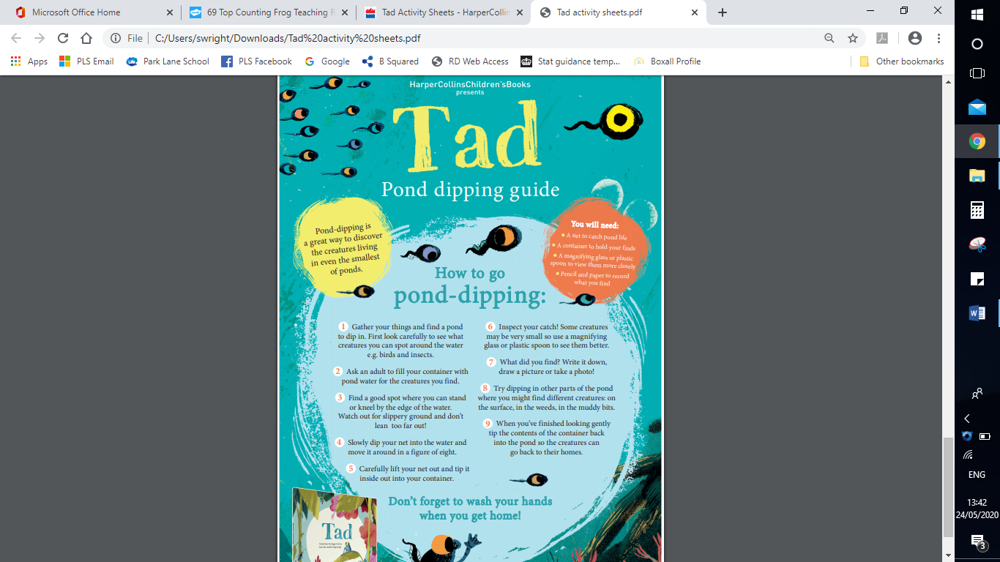 Microsoft Office Home
69 Top Counting Frog Teaching R
Tad Activity Sheets - HarperCollin
Tad activity sheets.pdf
File
C:/Users/swright/Downloads/Tad%20activity%20sheets.pdf
Apps
PLS Email
Park Lane School
PLS Facebook
Google
B Squared
RD Web Access
Stat guidance temp...
Boxall Profile
Other bookmarks
HarperCollinsChildren'sBooks
presents
Tad
Pond dipping guide
Pond-dipping is
a great way to discover
the creatures living
in even the smallest
of ponds.
You will need:
• A net to catch pond life
• A container to hold your finds
• A magnifying glass or plastic
spoon to view them more closely
• Pencil and paper to record
what you find
How to go
pond-dipping:
1 Gather your things and find a pond
to dip in. First look carefully to see what
creatures you can spot around the water
e.g. birds and insects.
2 Ask an adult to fill your container with
pond water for the creatures you find.
3 Find a good spot where you can stand
or kneel by the edge of the water.
Watch out for slippery ground and don't
lean too far out!
4 Slowly dip your net into the water and
move it around in a figure of eight.
5 Carefully lift your net out and tip it
inside out into your container.
6 Inspect your catch! Some creatures
may be very small so use a magnifying
glass or plastic spoon to see them better.
7 What did you find? Write it down,
draw a picture or take a photo!
8 Try dipping in other parts of the pond
where you might find different creatures: on
the surface, in the weeds, in the muddy bits.
9 When you've finished looking gently
tip the contents of the container back
into the pond so the creatures can
go back to their homes.
Don't forget to wash your hands
when you get home!
Tad
ENG
13:42
24/05/2020
3